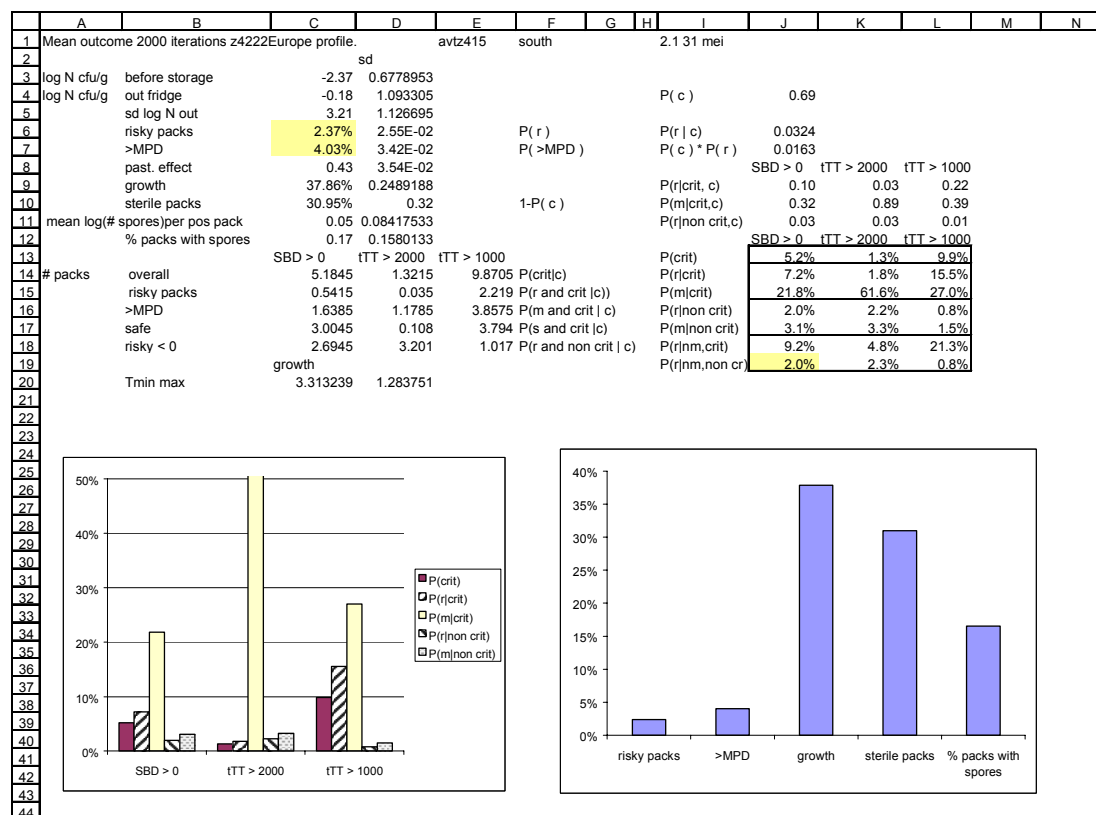 A B C D E F G H I J K L M N
1 Mean outcome 2000 iterations z4222Europe profile. avtz415 south 2.1 31 mei
2 sd
3 log N cfu/g before storage -2.37 0.6778953
4 log N cfu/g out fridge -0.18 1.093305 P( c ) 0.69
5 sd log N out 3.21 1.126695
6 risky packs 2.37% 2.55E-02 P( r ) P(r | c) 0.0324
7 >MPD 4.03% 3.42E-02 P( >MPD ) P( c ) * P( r ) 0.0163
8 past. effect 0.43 3.54E-02 SBD > 0 tTT > 2000 tTT > 1000
9 growth 37.86% 0.2489188 P(r|crit, c) 0.10 0.03 0.22
10 sterile packs 30.95% 0.32 1-P( c ) P(m|crit,c) 0.32 0.89 0.39
11 mean log(# spores)per pos pack 0.05 0.08417533 P(r|non crit,c) 0.03 0.03 0.01
12 % packs with spores 0.17 0.1580133 SBD > 0 tTT > 2000 tTT > 1000
13 SBD > 0 tTT > 2000 tTT > 1000 P(crit) 5.2% 1.3% 9.9%
14 # packs overall 5.1845 1.3215 9.8705 P(crit|c) P(r|crit) 7.2% 1.8% 15.5%
15 risky packs 0.5415 0.035 2.219 P(r and crit |c)) P(m|crit) 21.8% 61.6% 27.0%
16 >MPD 1.6385 1.1785 3.8575 P(m and crit | c) P(r|non crit) 2.0% 2.2% 0.8%
17 safe 3.0045 0.108 3.794 P(s and crit |c) P(m|non crit) 3.1% 3.3% 1.5%
18 risky < 0 2.6945 3.201 1.017 P(r and non crit | c) P(r|nm,crit) 9.2% 4.8% 21.3%
19 growth P(r|nm,non cr) 2.0% 2.3% 0.8%
20 Tmin max 3.313239 1.283751
21
22
23
24
25
26
27
28
29
30
31
32
33
34
35
36
37
38
39
40
41
42
43
44
50%
40%
30%
20%
10%
0%
SBD > 0 tTT > 2000 tTT > 1000
P(crit)
P(r|crit)
P(m|crit)
P(r|non crit)
P(m|non crit)
40%
35%
30%
25%
20%
15%
10%
5%
0%
risky packs >MPD growth sterile packs % packs with
spores